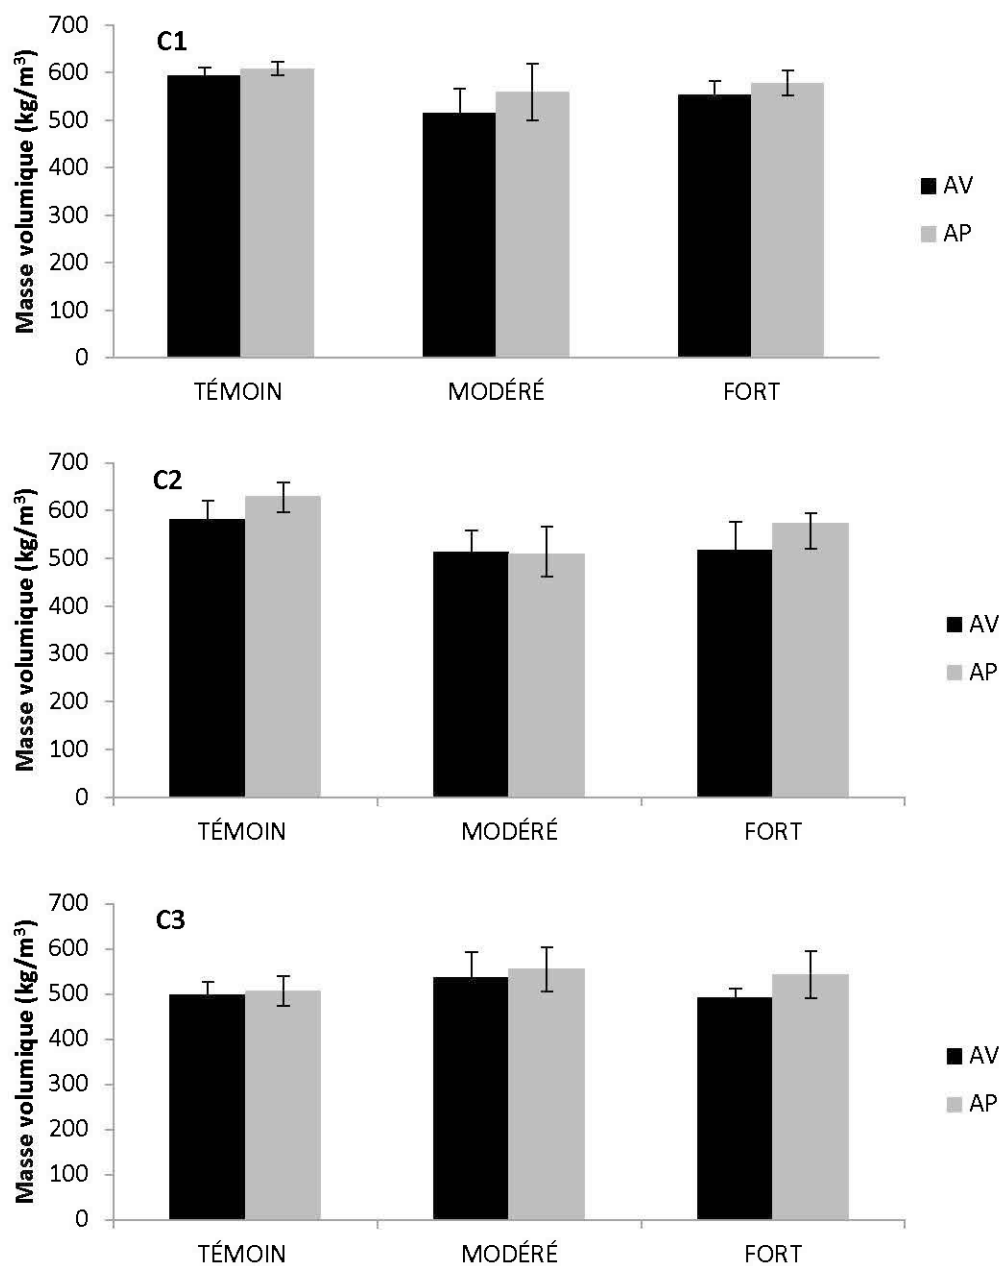 C1
Masse volumique (kg/m³)
700
600
500
400
300
200
100
0
TÉMOIN MODÉRÉ FORT
AV
AP
C2
Masse volumique (kg/m³)
700
600
500
400
300
200
100
0
TÉMOIN MODÉRÉ FORT
AV
AP
C3
Masse volumique (kg/m³)
700
600
500
400
300
200
100
0
TÉMOIN MODÉRÉ FORT
AV
AP